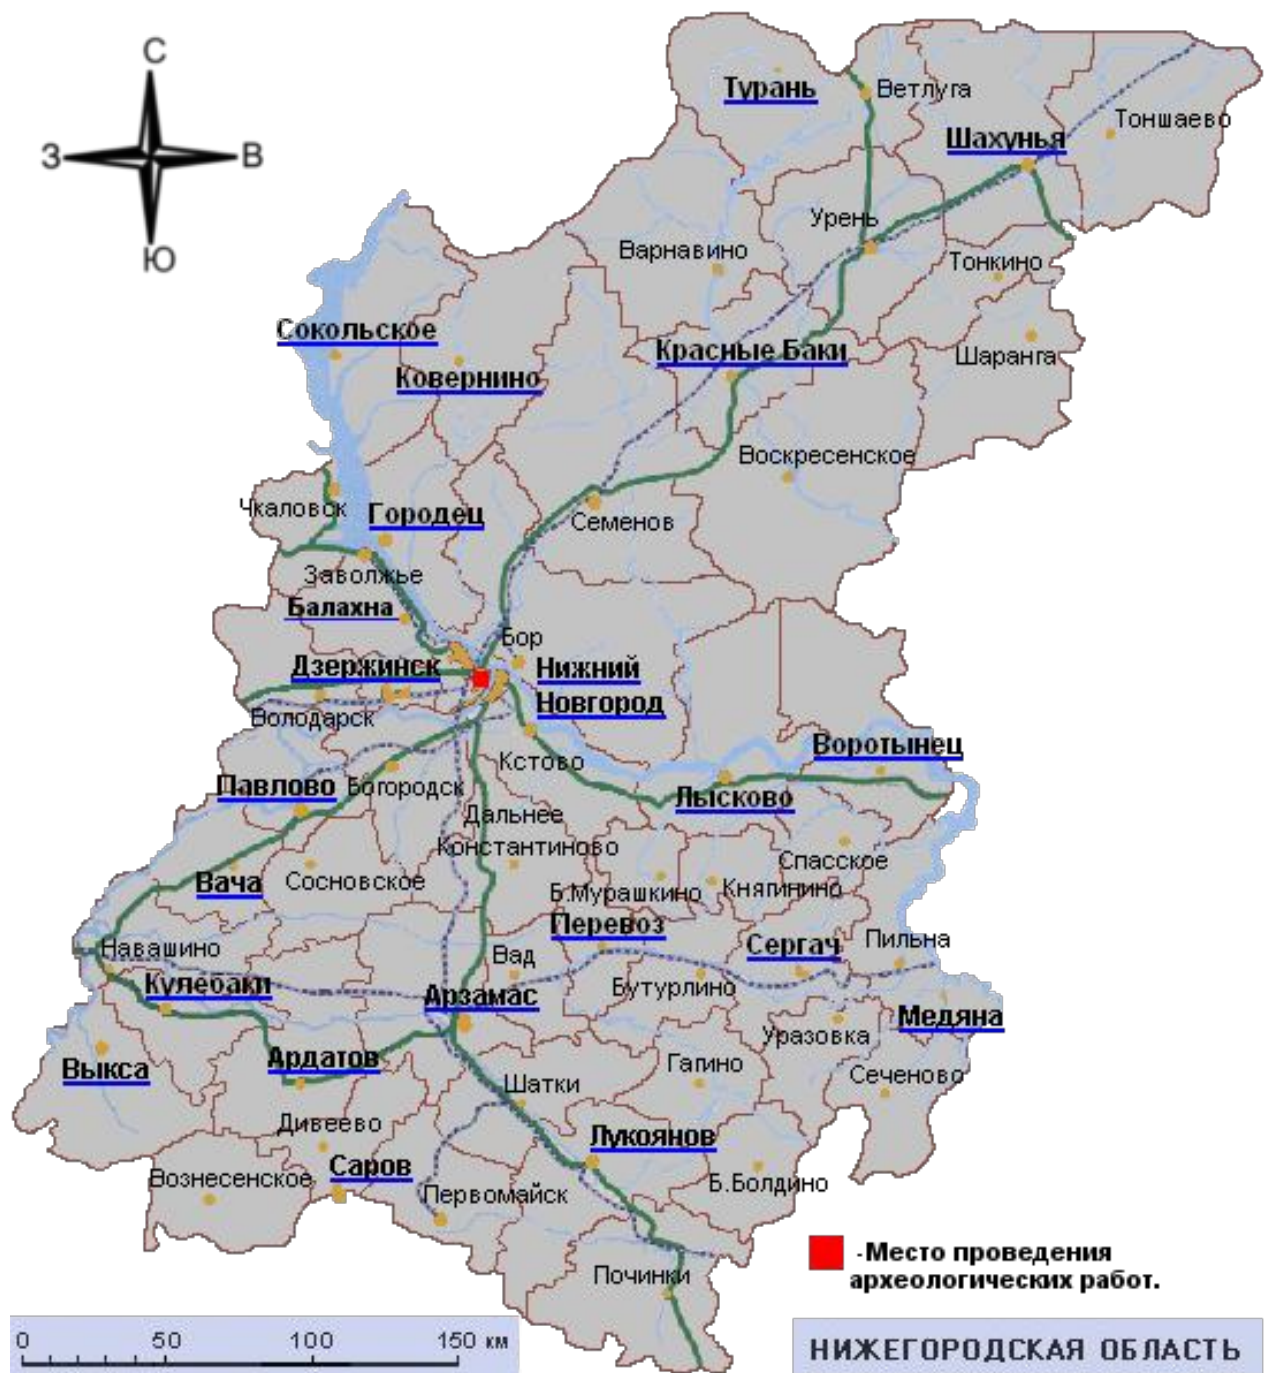 С
З
В
Ю
Турань
Ветлуга
Тоншаево
Шахунья
Урень
Варнавино
Тонкино
Сокольское
Красные Баки
Шаранга
Ковернино
Воскресенское
Чкаловск
Городец
Семенов
Заволжье
Балахна
Бор
Дзержинск
Нижний
Новгород
Володарск
Воротынец
Кстово
Павлово
Богородск
Лысково
Дальнее
Константиново
Спасское
Вача
Сосновское
Б.Мурашкино
Княгинино
Перевоз
Сергач
Пильна
Навашино
Вад
Кулебаки
Бутурлино
Арзамас
Медяна
Уразовка
Выкса
Ардатов
Гагино
Сеченово
Шатки
Дивеево
Лукоянов
Саров
Вознесенское
Первомайск
Б.Болдино
Починки
-Место проведения
археологических работ.
0 50 100 150 км
НИЖЕГОРОДСКАЯ ОБЛАСТЬ